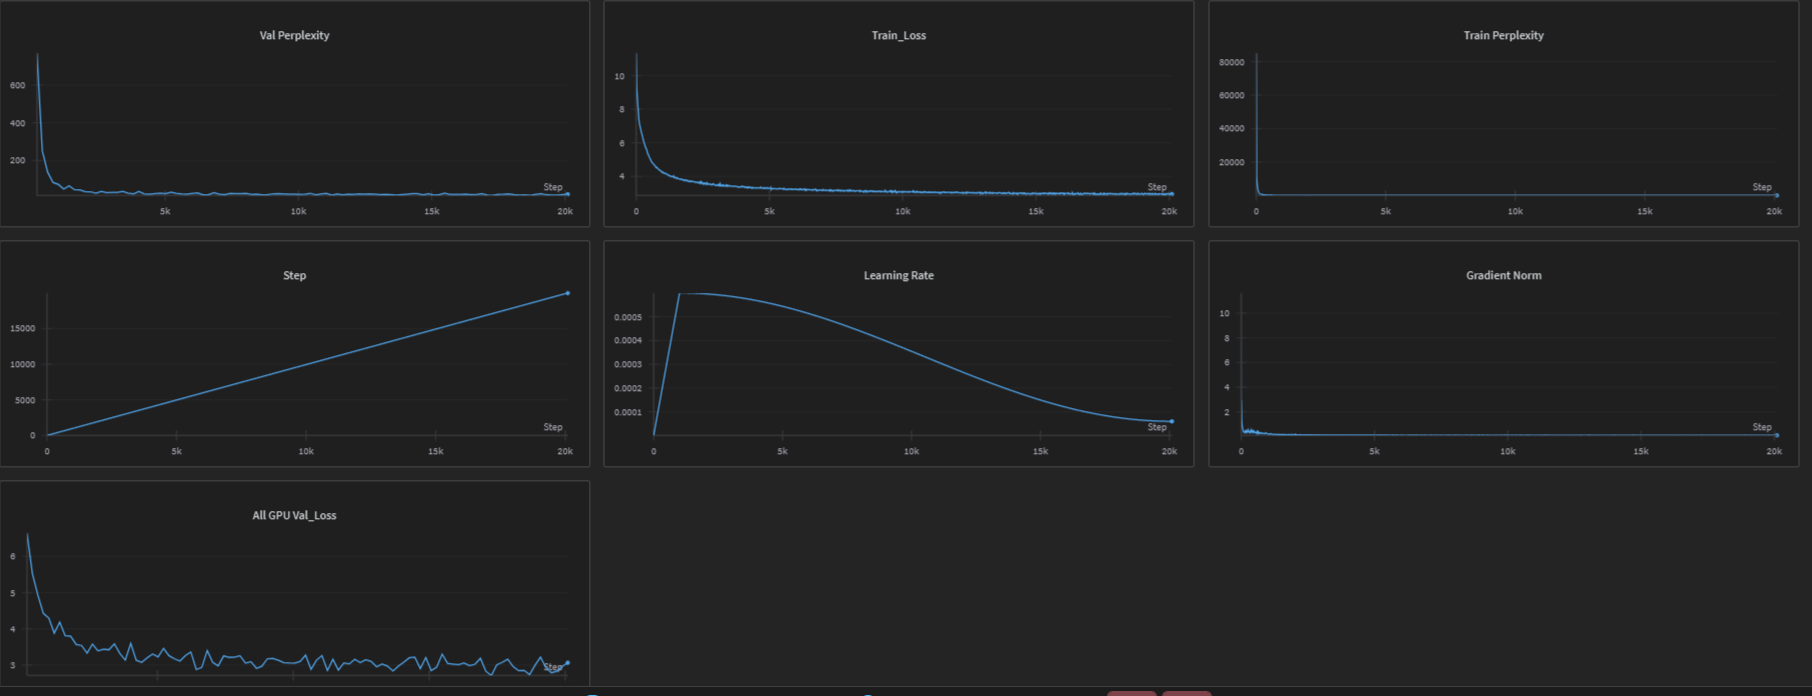 Val Perplexity
600
400
200
Step
5k 10k 15k 20k
Train_Loss
10
8
6
4
Step
0 5k 10k 15k 20k
Train Perplexity
80000
60000
40000
20000
Step
0 5k 10k 15k 20k
Step
15000
10000
5000
0
Step
0 5k 10k 15k 20k
Learning Rate
0.0005
0.0004
0.0003
0.0002
0.0001
Step
0 5k 10k 15k 20k
Gradient Norm
10
8
6
4
2
Step
0 5k 10k 15k 20k
All GPU Val_Loss
6
5
4
3
Step